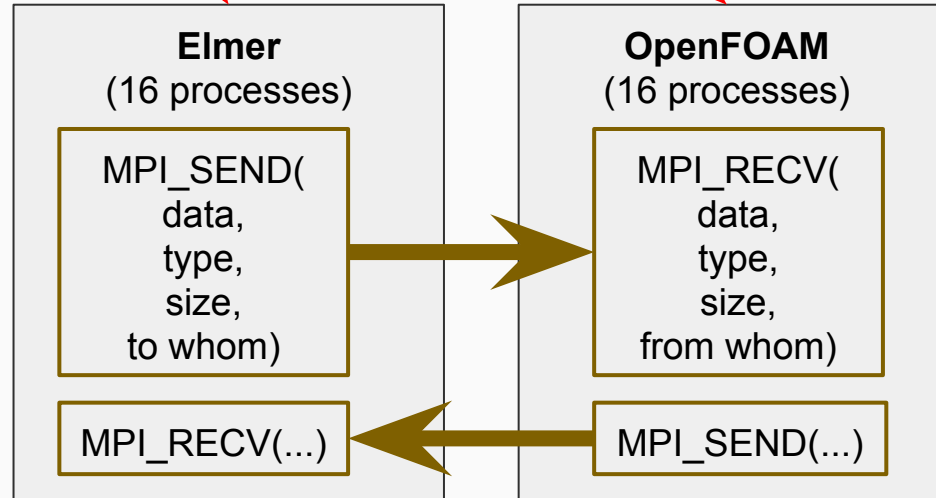 Elmer
(16 processes)
MPI_SEND(
data,
type,
size,
to whom)
MPI_RECV(...)
OpenFOAM
(16 processes)
MPI_RECV(
data,
type,
size,
from whom)
MPI_SEND(...)